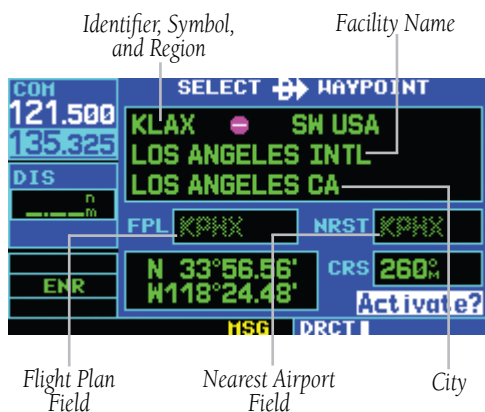 Identifier, Symbol,
and Region
Facility Name
COM
121.500
135.325
DIS
_._ _ nm
ENR
SELECT D WAYPOINT
KLAX SW USA
LOS ANGELES INTL
LOS ANGELES CA
FPL KPHX NRST KPHX
N 33°56.56'
W118°24.48'
CRS 260°M
Activate?
MSG DRCT
Flight Plan
Field
Nearest Airport
Field
City